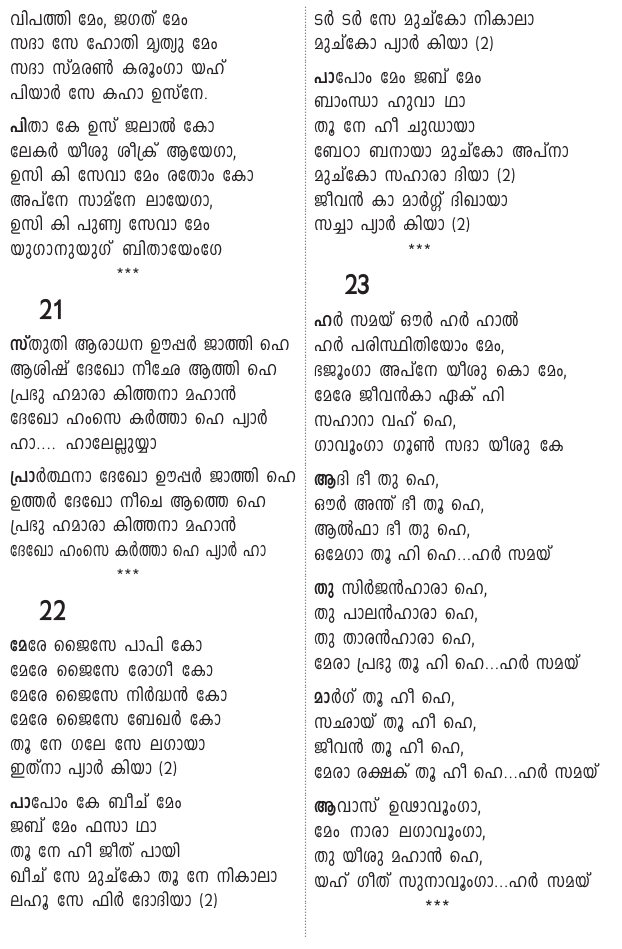 വിപത്തി മേം, ജഗത് മേം
സദാ സേ ഹോതി മൃത്യു മേം
സദാ സ്മരൺ കരൂംഗാ യഹ്
പിയാർ സേ കഹാ ഉസ്നേ.
പിതാ കേ ഉസ് ജലാൽ കോ
ലേകർ യീശു ശീക്ര് ആയേഗാ,
ഉസി കി സേവാ മേം രതോം കോ
അപ്നേ സാമ്നേ ലായേഗാ,
ഉസി കി പുണ്യ സേവാ മേം
യുഗാനുയുഗ് ബിതായേംഗേ
***
21
സ്തുതി ആരാധന ഊപ്പർ ജാത്തി ഹെ
ആശിഷ് ദേഖോ നീഛേ ആത്തി ഹെ
പ്രഭു ഹമാരാ കിത്തനാ മഹാൻ
ദേഖോ ഹംസെ കർത്താ ഹെ പ്യാർ
ഹാ.... ഹാലേല്ലുയ്യാ
പ്രാർത്ഥനാ ദേഖോ ഊപ്പർ ജാത്തി ഹെ
ഉത്തർ ദേഖോ നീചെ ആത്തെ ഹെ
പ്രഭു ഹമാരാ കിത്തനാ മഹാൻ
ദേഖോ ഹംസെ കർത്താ ഹെ പ്യാർ ഹാ
***
22
മേരേ ജൈസേ പാപി കോ
മേരേ ജൈസേ രോഗീ കോ
മേരേ ജൈസേ നിർദ്ധൻ കോ
മേരേ ജൈസേ ബേഖർ കോ
തൂ നേ ഗലേ സേ ലഗായാ
ഇത്നാ പ്യാർ കിയാ (2)
പാപോം കേ ബീച് മേം
ജബ് മേം ഫസാ ഥാ
തൂ നേ ഹീ ജീത് പായി
ഖീച് സേ മുച്കോ തൂ നേ നികാലാ
ലഹൂ സേ ഫിർ ദോദിയാ (2)
ടർ ടർ സേ മുച്കോ നികാലാ
മുച്കോ പ്യാർ കിയാ (2)
പാപോം മേം ജബ് മേം
ബാംന്ധാ ഹുവാ ഥാ
തൂ നേ ഹീ ചുഡായാ
ബേഠാ ബനായാ മുച്കോ അപ്നാ
മുച്കോ സഹാരാ ദിയാ (2)
ജീവൻ കാ മാർഗ്ഗ് ദിഖായാ
സച്ചാ പ്യാർ കിയാ (2)
***
23
ഹർ സമയ് ഔർ ഹർ ഹാൽ
ഹർ പരിസ്ഥിതിയോം മേം,
ഭജൂംഗാ അപ്നേ യീശു കൊ മേം,
മേരേ ജീവൻകാ ഏക് ഹി
സഹാറാ വഹ് ഹെ,
ഗാവൂംഗാ ഗൂൺ സദാ യീശു കേ
ആദി ഭീ തു ഹെ,
ഔർ അന്ത് ഭീ തൂ ഹെ,
ആൽഫാ ഭീ തു ഹെ,
ഒമേഗാ തൂ ഹി ഹെ...ഹർ സമയ്
തു സിർജൻഹാരാ ഹെ,
തു പാലൻഹാരാ ഹെ,
തു താരൻഹാരാ ഹെ,
മേരാ പ്രഭു തൂ ഹി ഹെ...ഹർ സമയ്
മാർഗ് തൂ ഹീ ഹെ,
സഛായ് തൂ ഹീ ഹെ,
ജീവൻ തൂ ഹീ ഹെ,
മേരാ രക്ഷക് തൂ ഹീ ഹെ...ഹർ സമയ്
ആവാസ് ഉഢാവൂംഗാ,
മേം നാരാ ലഗാവൂംഗാ,
തു യീശു മഹാൻ ഹെ,
യഹ് ഗീത് സുനാവൂംഗാ...ഹർ സമയ്
***